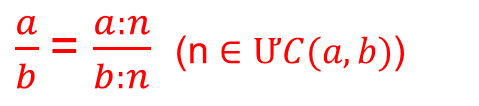 a/b = a:n/b:n (n ∈ ƯC(a, b))